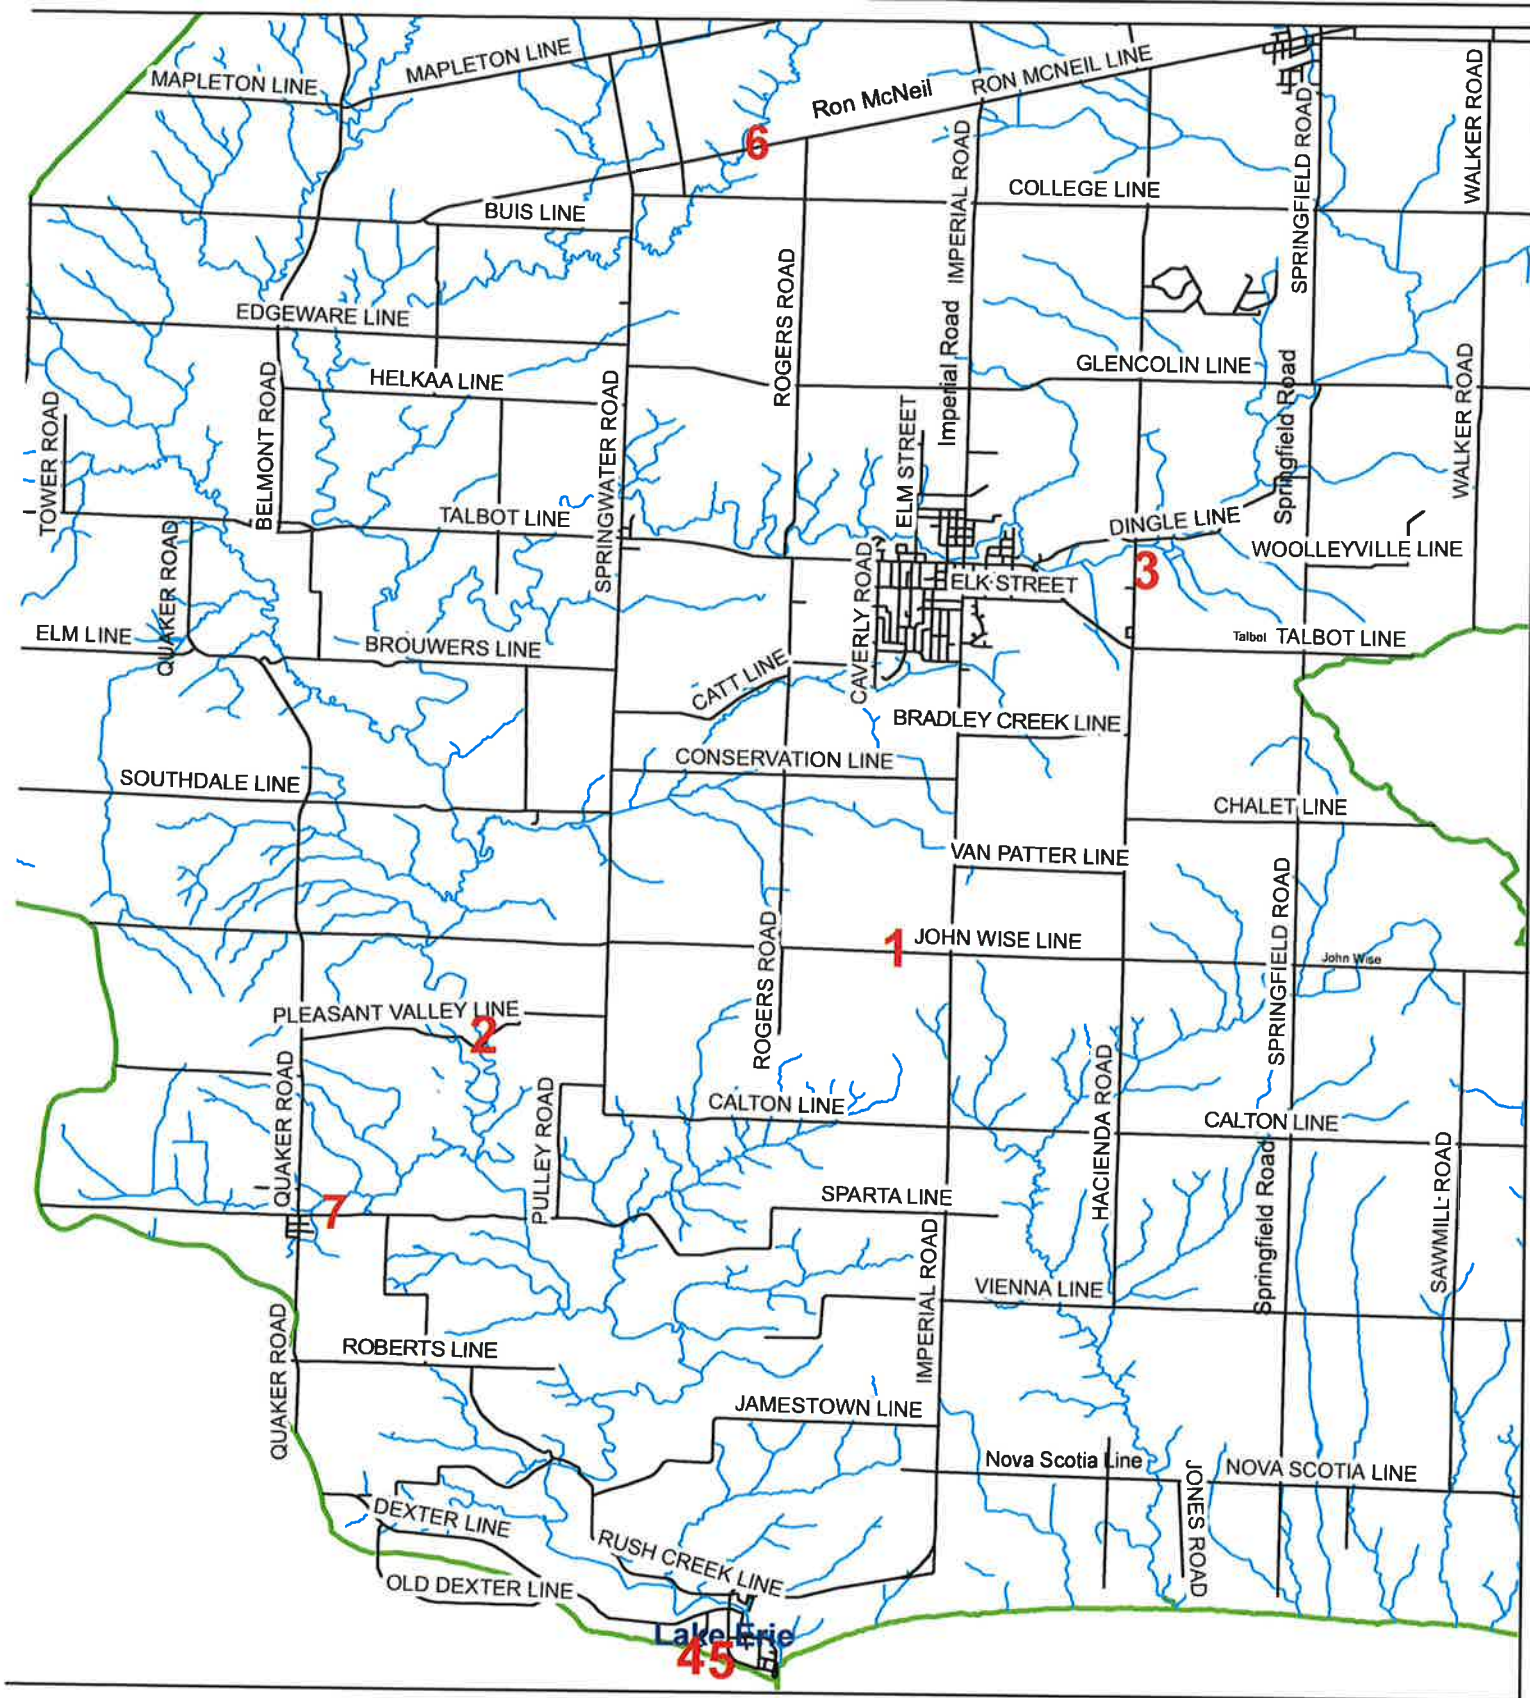 MAPLETON LINE
MAPLETON LINE
Ron McNeil
RON MCNEIL LINE
6
WALKER ROAD
SPRINGFIELD ROAD
IMPERIAL ROAD
COLLEGE LINE
BUIS LINE
ROGERS ROAD
EDGEWARE LINE
Imperial Road
HELKAA LINE
GLENCOLIN LINE
TOWER ROAD
BELMONT ROAD
SPRINGWATER ROAD
ELM STREET
Springfield Road
WALKER ROAD
TALBOT LINE
DINGLE LINE
WOOLLEYVILLE LINE
3
QUAKER ROAD
CAVERLY ROAD
ELK STREET
ELM LINE
BROUWERS LINE
Talbot
TALBOT LINE
CATT LINE
BRADLEY CREEK LINE
CONSERVATION LINE
SOUTHDALE LINE
CHALET LINE
VAN PATTER LINE
1
JOHN WISE LINE
John Wise
SPRINGFIELD ROAD
ROGERS ROAD
PLEASANT VALLEY LINE
2
QUAKER ROAD
PULLEY ROAD
CALTON LINE
HACIENDA ROAD
CALTON LINE
SPARTA LINE
7
Springfield Road
SAWMILL ROAD
IMPERIAL ROAD
VIENNA LINE
QUAKER ROAD
ROBERTS LINE
JAMESTOWN LINE
Nova Scotia Line
NOVA SCOTIA LINE
JONES ROAD
DEXTER LINE
RUSH CREEK LINE
OLD DEXTER LINE
Lake Erie
45